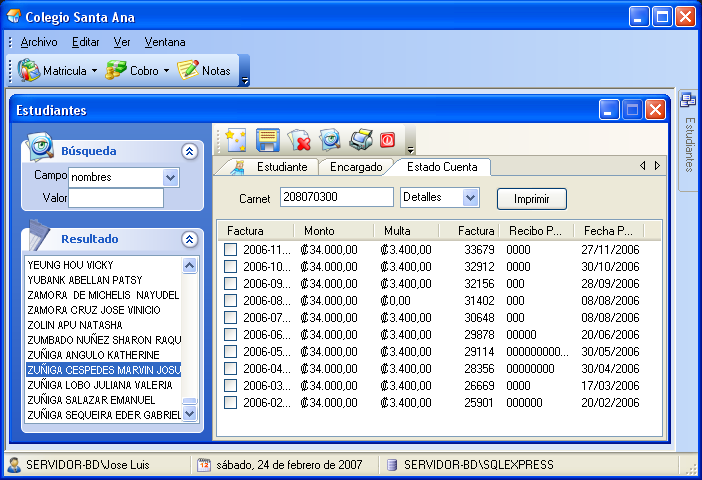 Colegio Santa Ana
Archivo Editar Ver Ventana
Matricula Cobro Notas
Estudiantes
Estudiantes
Búsqueda
Campo nombres
Valor
Resultado
YEUNG HOU VICKY
YUBANK ABELLAN PATSY
ZAMORA DE MICHELIS NAYUDEL
ZAMORA CRUZ JOSE VINICIO
ZOLIN APU NATASHA
ZUMBADO NUÑEZ SHARON RAQU
ZUÑIGA ANGULO KATHERINE
ZUÑIGA CESPEDES MARVIN JOSU
ZUÑIGA LOBO JULIANA VALERIA
ZUÑIGA SALAZAR EMANUEL
ZUÑIGA SEQUEIRA EDER GABRIEL
Estudiante Encargado Estado Cuenta
Carnet 208070300 Detalles Imprimir
Factura Monto Multa Factura Recibo P... Fecha P...
2006-11... ₡34.000,00 ₡3.400,00 33679 0000 27/11/2006
2006-10... ₡34.000,00 ₡3.400,00 32912 0000 30/10/2006
2006-09... ₡34.000,00 ₡3.400,00 32156 000 28/09/2006
2006-08... ₡34.000,00 ₡0,00 31402 000 08/08/2006
2006-07... ₡34.000,00 ₡3.400,00 30648 000 08/08/2006
2006-06... ₡34.000,00 ₡3.400,00 29878 00000 20/06/2006
2006-05... ₡34.000,00 ₡3.400,00 29114 000000000... 30/05/2006
2006-04... ₡34.000,00 ₡3.400,00 28356 00000000 30/04/2006
2006-03... ₡34.000,00 ₡3.400,00 26669 0000 17/03/2006
2006-02... ₡34.000,00 ₡3.400,00 25901 000000 20/02/2006
SERVIDOR-BD\Jose Luis sábado, 24 de febrero de 2007 SERVIDOR-BD\SQLEXPRESS